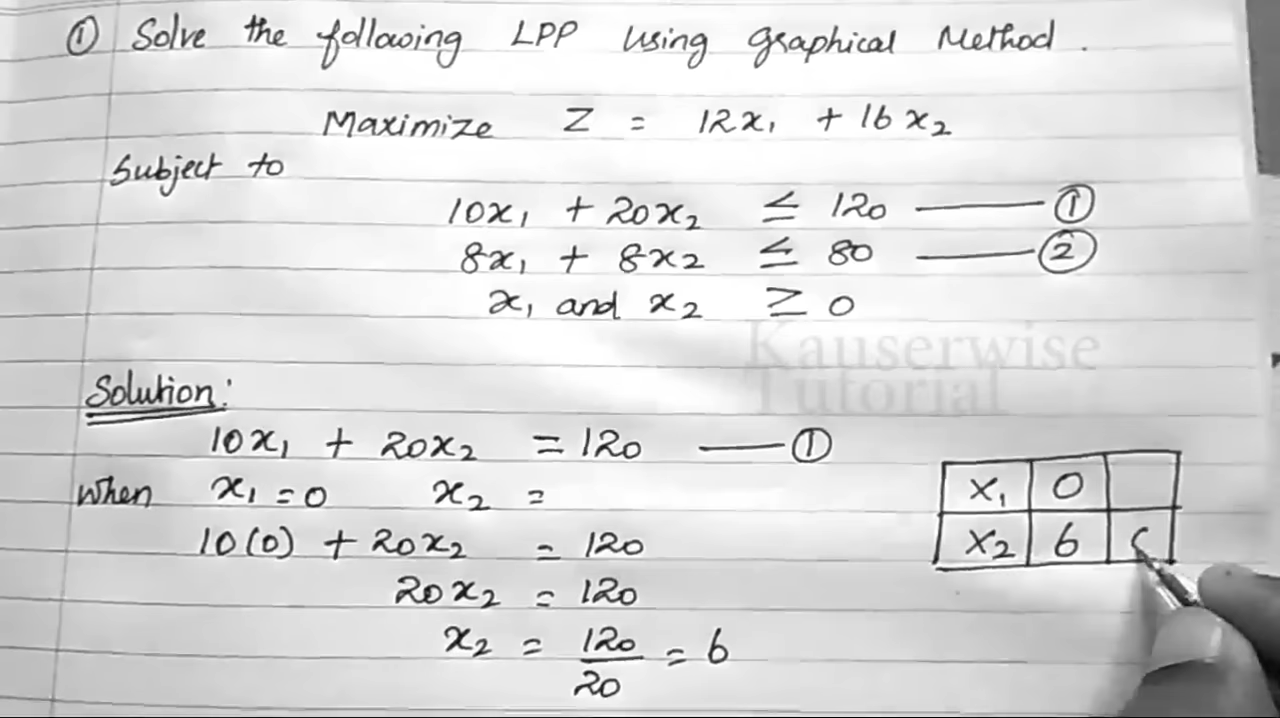 ① Solve the following LPP using graphical Method.
Maximize Z = 12x₁ + 16x₂
Subject to
10x₁ + 20x₂ ≤ 120 —— ①
8x₁ + 8x₂ ≤ 80 —— ②
x₁ and x₂ ≥ 0
Kauserwise
Tutorial
Solution:
10x₁ + 20x₂ = 120 —— ①
when x₁ = 0 x₂ =
10(0) + 20x₂ = 120
20x₂ = 120
x₂ = 120/20 = 6
x₁ 0
x₂ 6